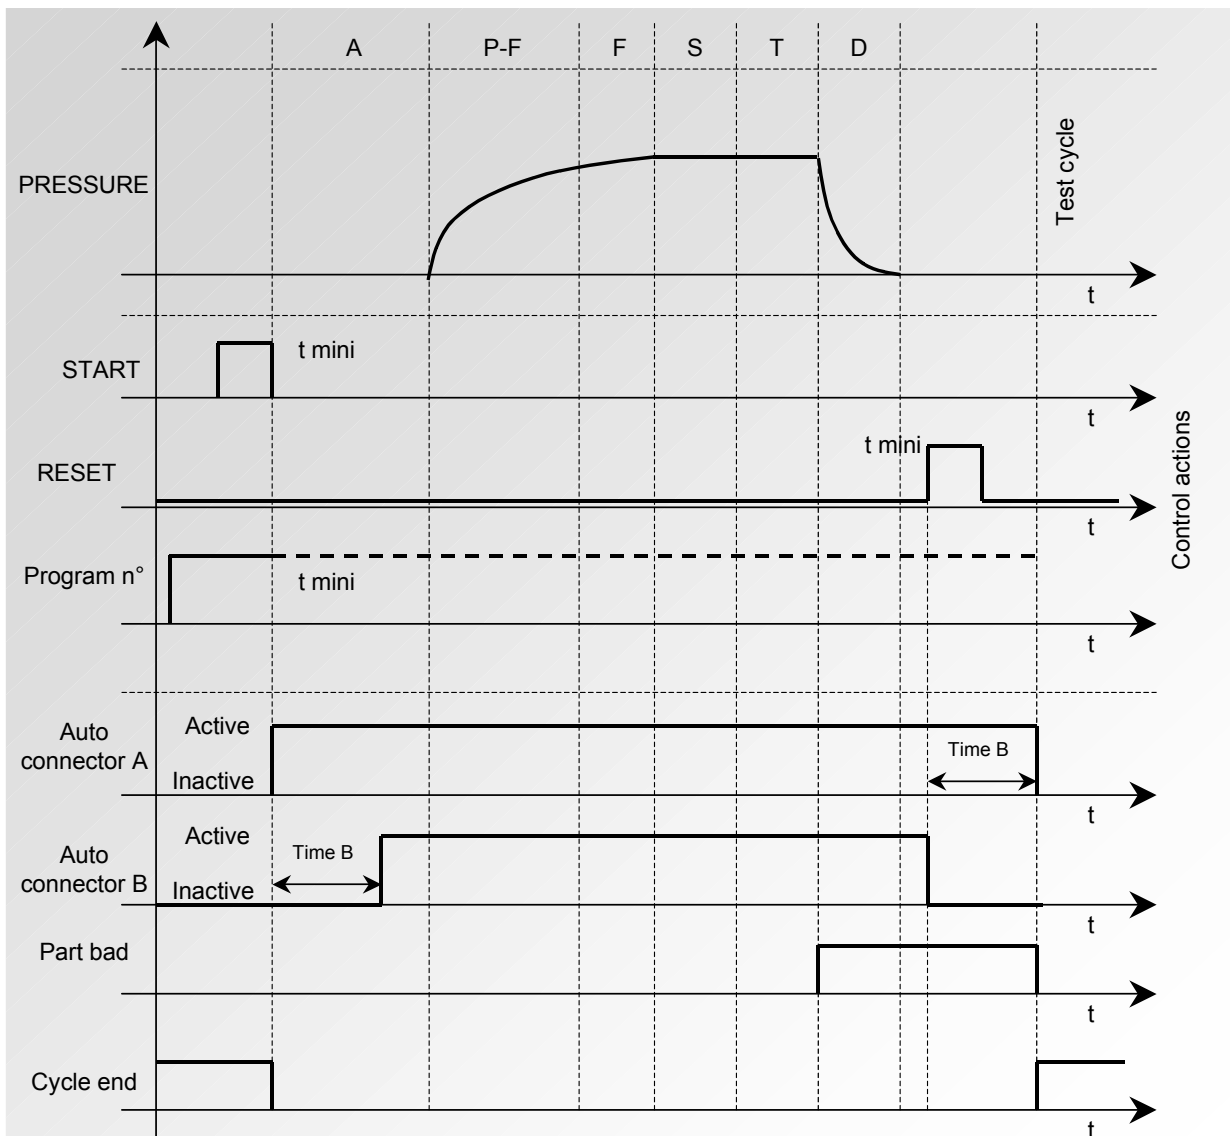 A P-F F S T D
PRESSURE
Test cycle
t
START
t mini
t
RESET
t mini
t
Control actions
Program n°
t mini
t
Auto
connector A
Active
Inactive
Time B
t
Auto
connector B
Active
Inactive
Time B
t
Part bad
t
Cycle end
t